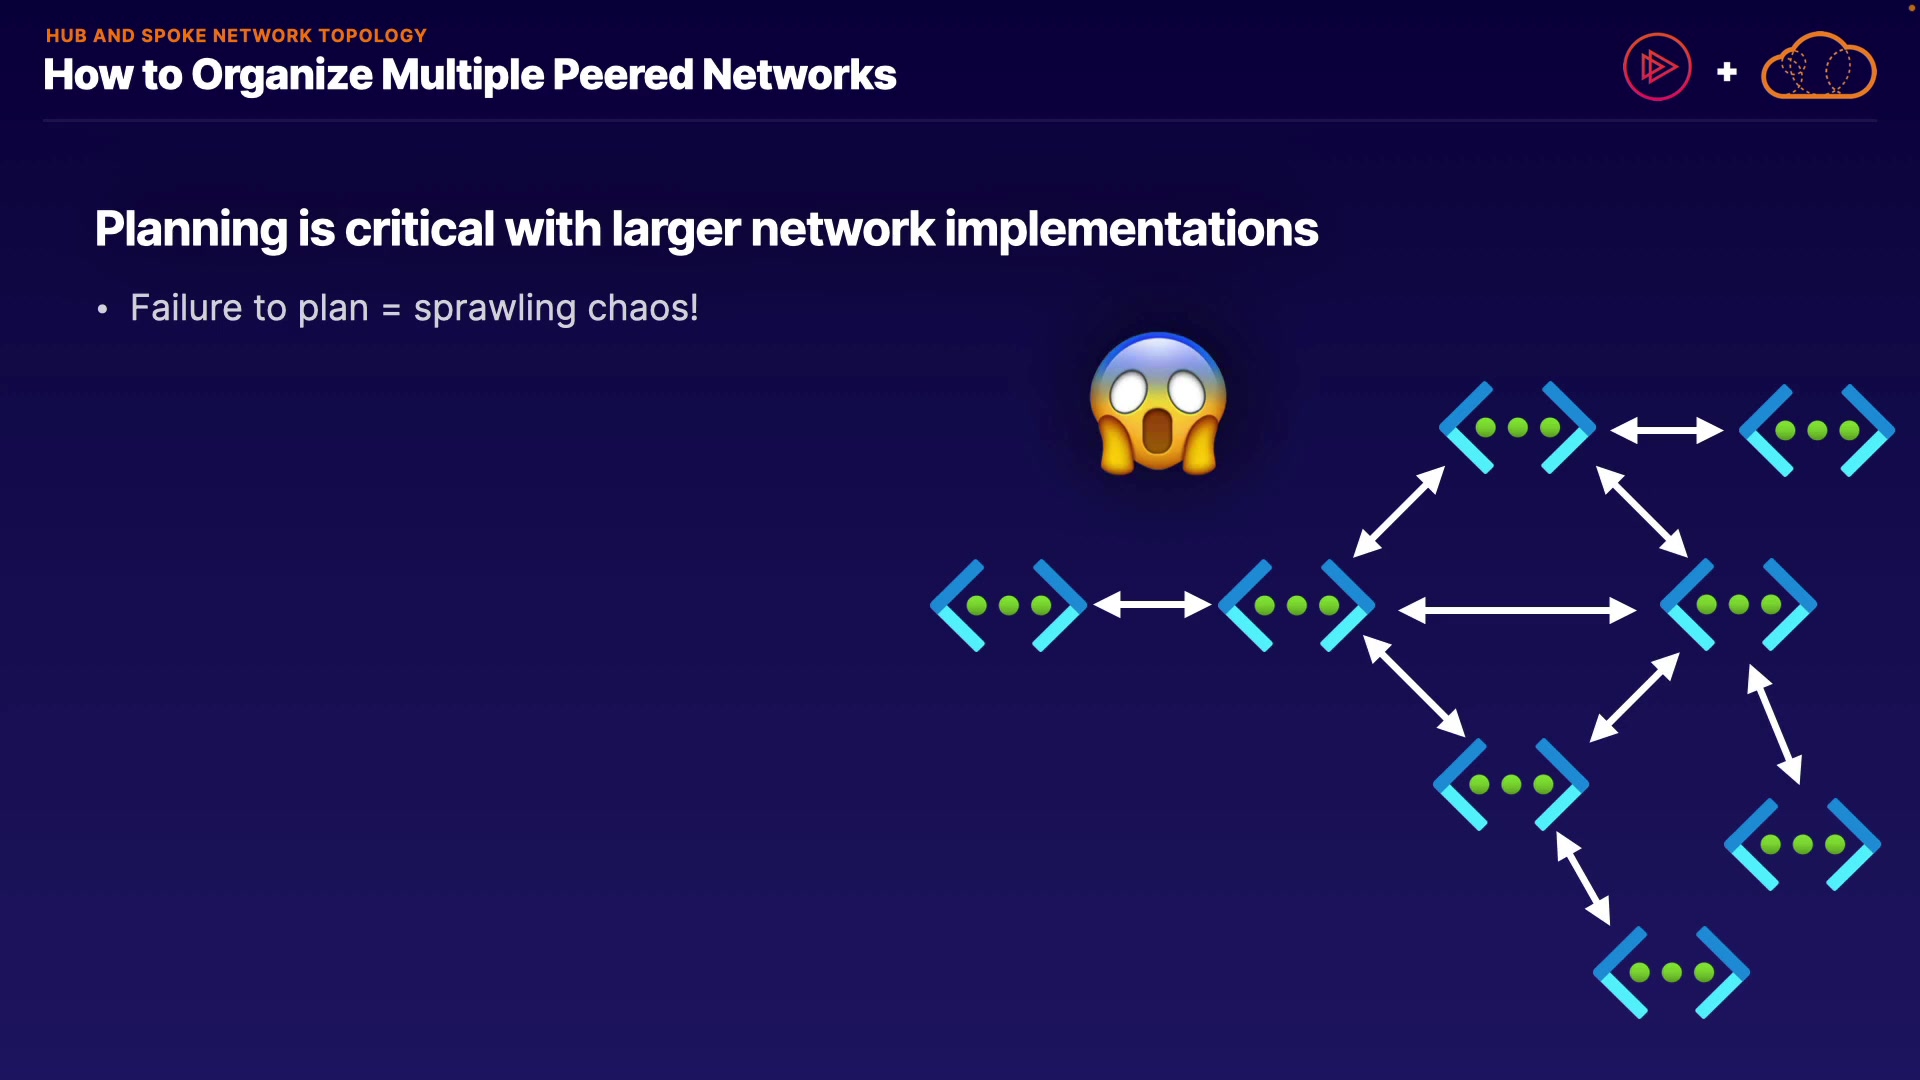 HUB AND SPOKE NETWORK TOPOLOGY
How to Organize Multiple Peered Networks
Planning is critical with larger network implementations
• Failure to plan = sprawling chaos!